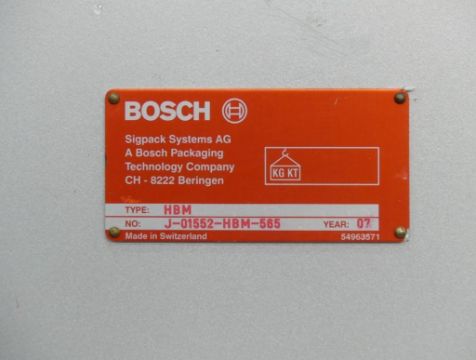 BOSCH
Sigpack Systems AG
A Bosch Packaging
Technology Company
CH - 8222 Beringen
KG KT
TYPE: HBM
NO: J-01552-HBM-565 YEAR: 07
Made in Switzerland 54963571